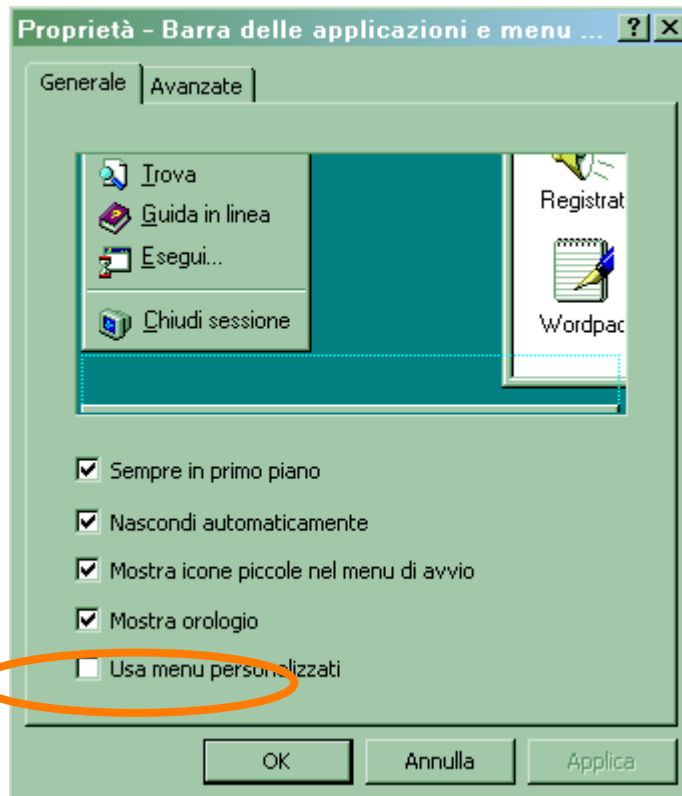 Proprietà - Barra delle applicazioni e menu ...
Generale
Avanzate
Trova
Guida in linea
Esegui...
Chiudi sessione
Registrat
Wordpac
Sempre in primo piano
Nascondi automaticamente
Mostra icone piccole nel menu di avvio
Mostra orologio
Usa menu personalizzati
OK
Annulla
Applica